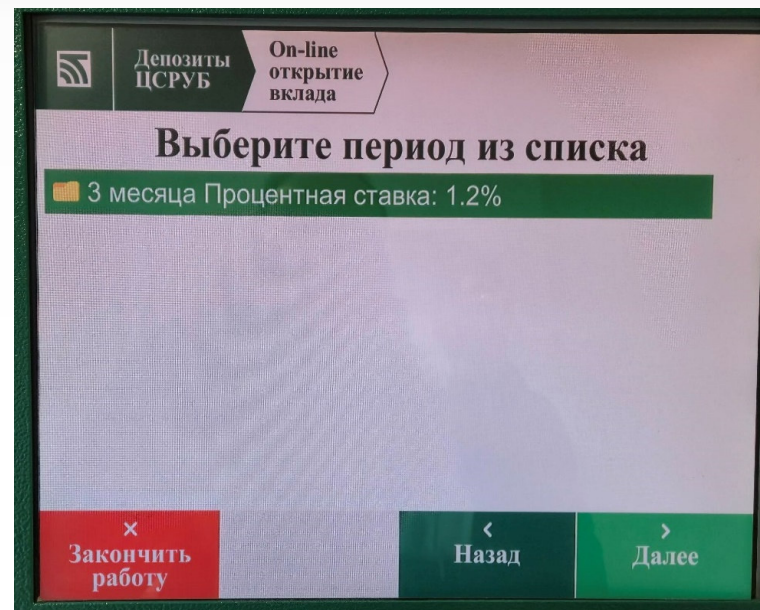 Депозиты
ЦСРУБ
On-line
открытие
вклада
Выберите период из списка
3 месяца Процентная ставка: 1.2%
×
Закончить
работу
‹
Назад
›
Далее